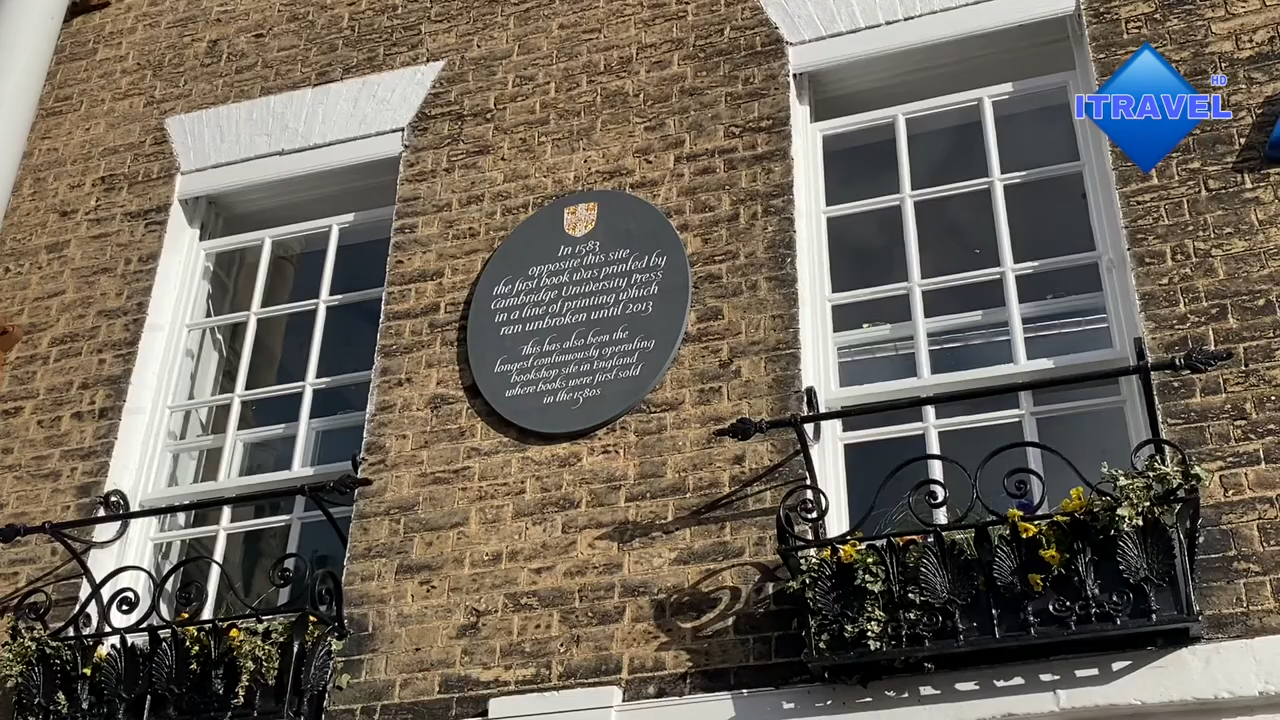 HD
ITRAVEL
In 1583
opposite this site
the first book was printed by
Cambridge University Press
in a line of printing which
ran unbroken until 2013
This has also been the
longest continuously operating
bookshop site in England
where books were first sold
in the 1580s